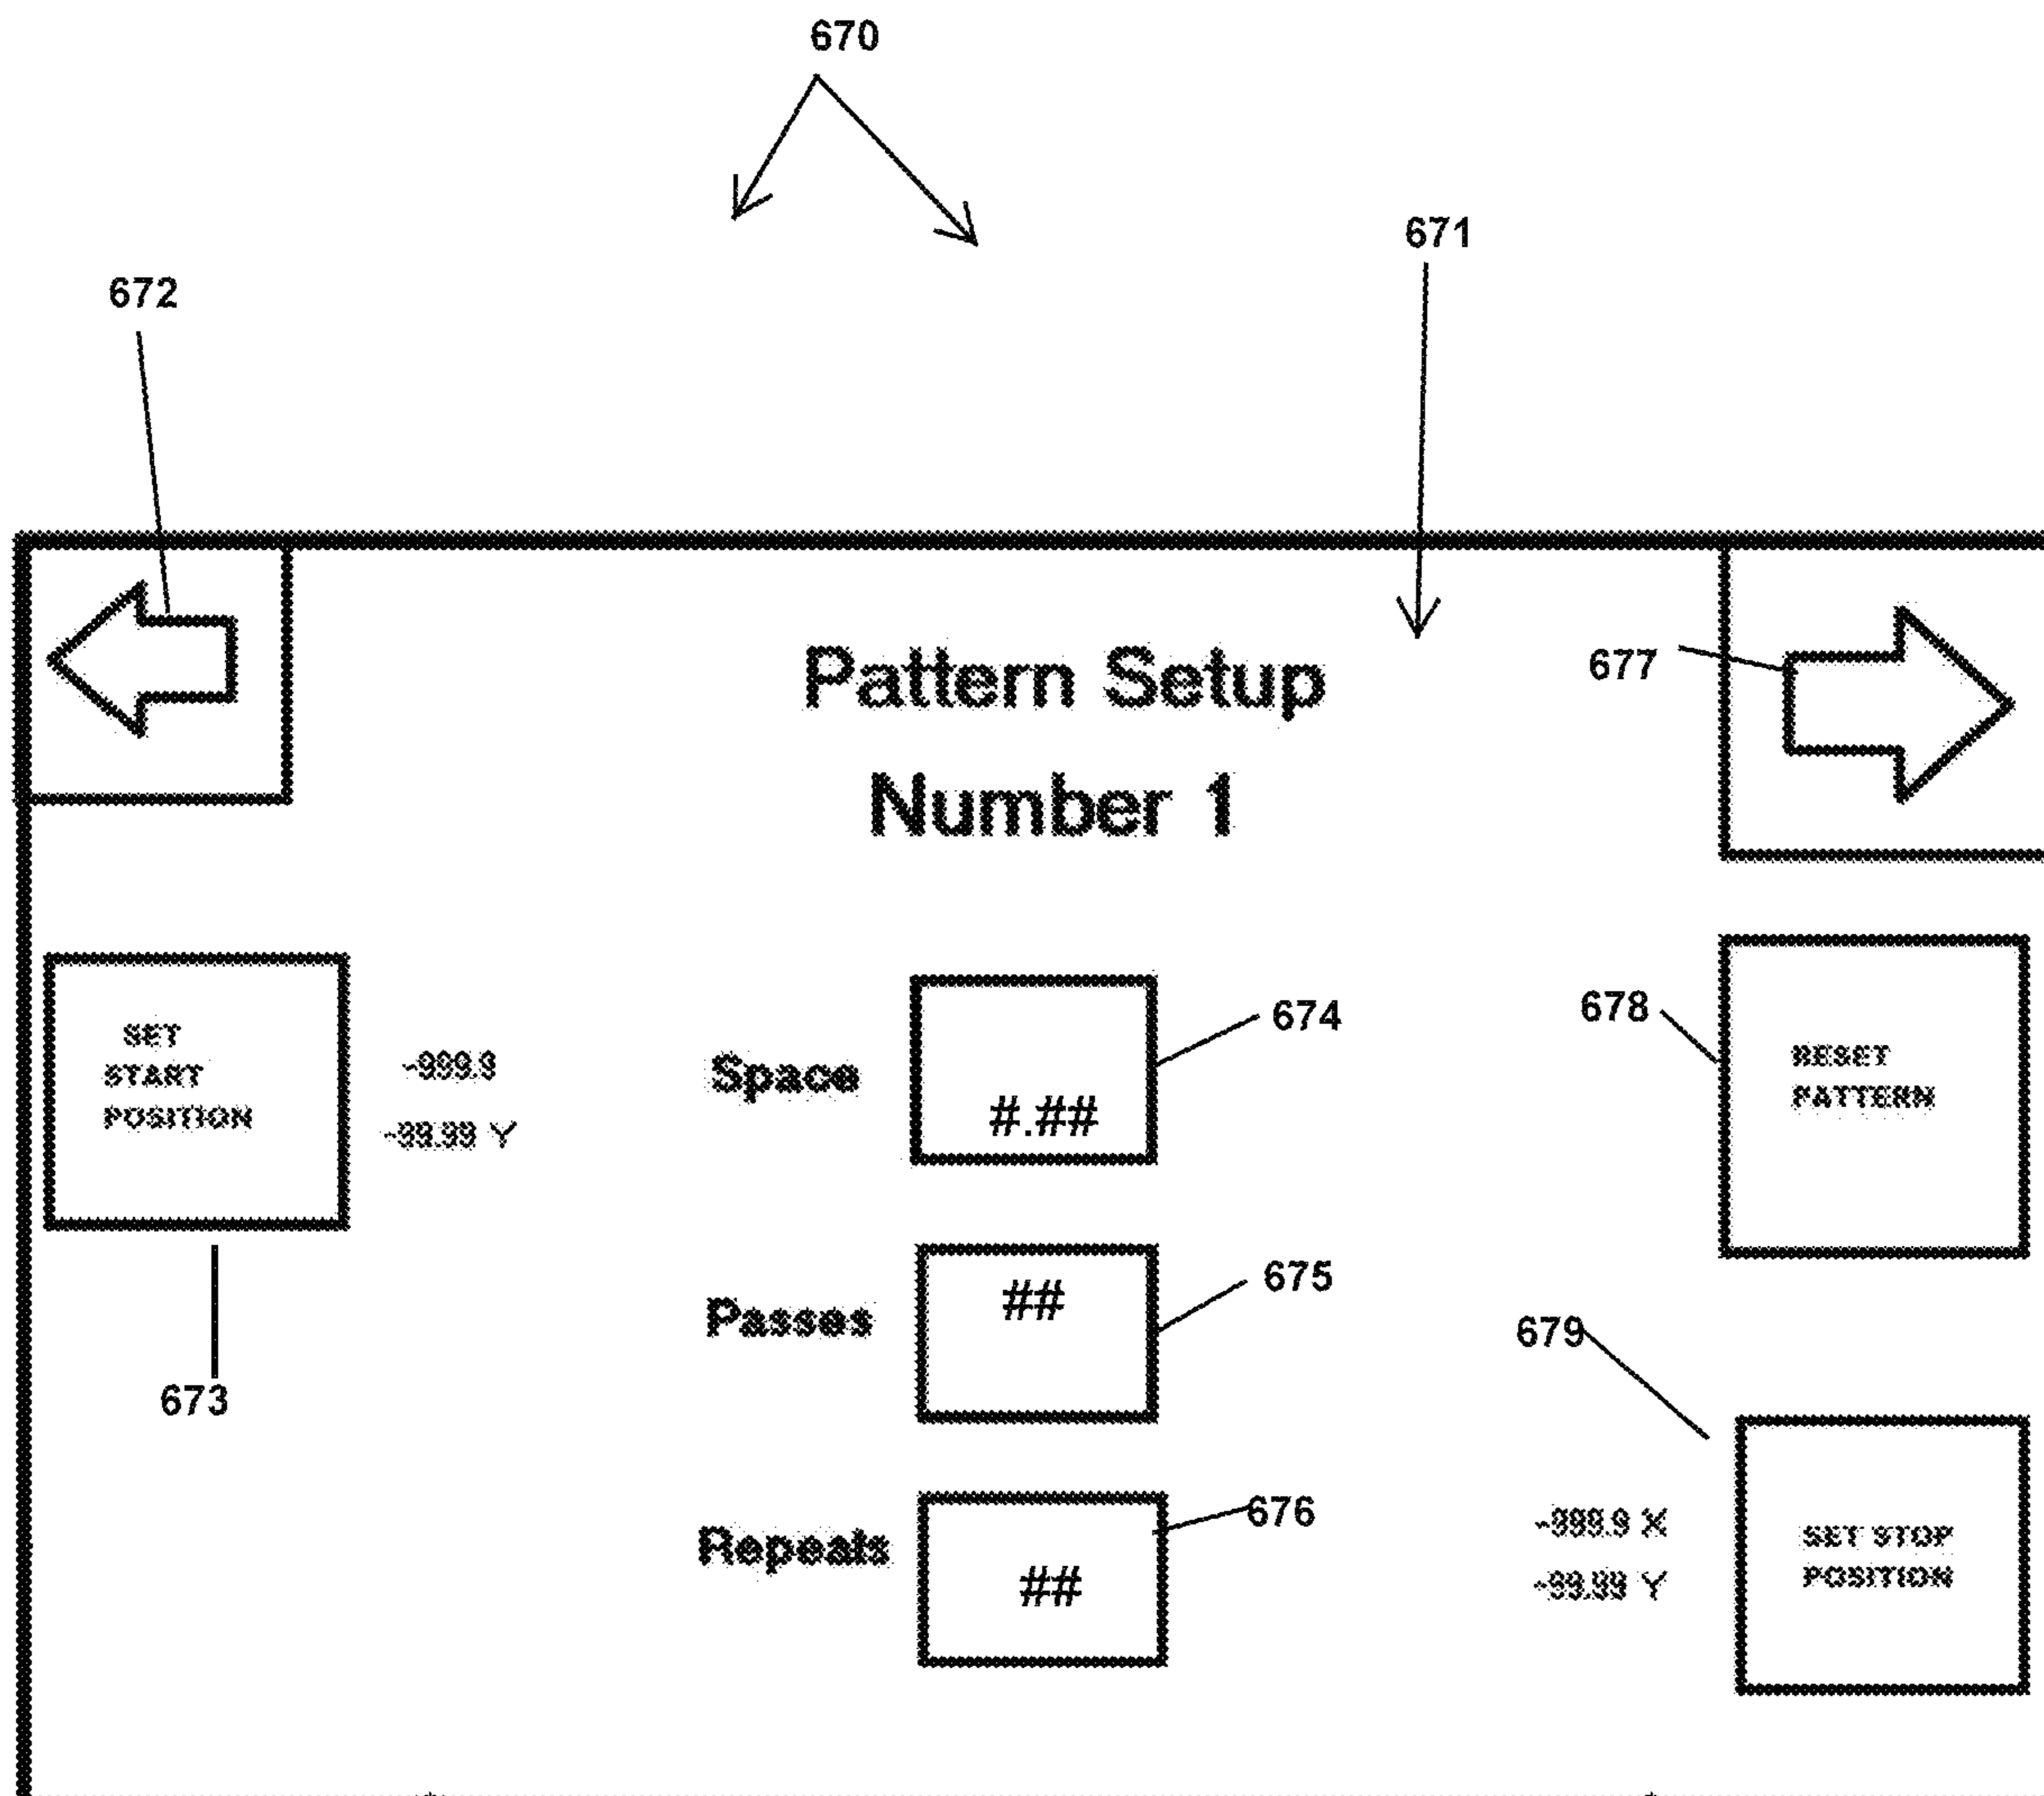 670
671
672
Pattern Setup
677
Number 1
SET
START
POSITION
~999.9
~99.99 Y
Space
#.##
674
678
RESET
PATTERN
Passes
##
675
679
673
Repeats
##
676
~999.9 X
~99.99 Y
SET STOP
POSITION